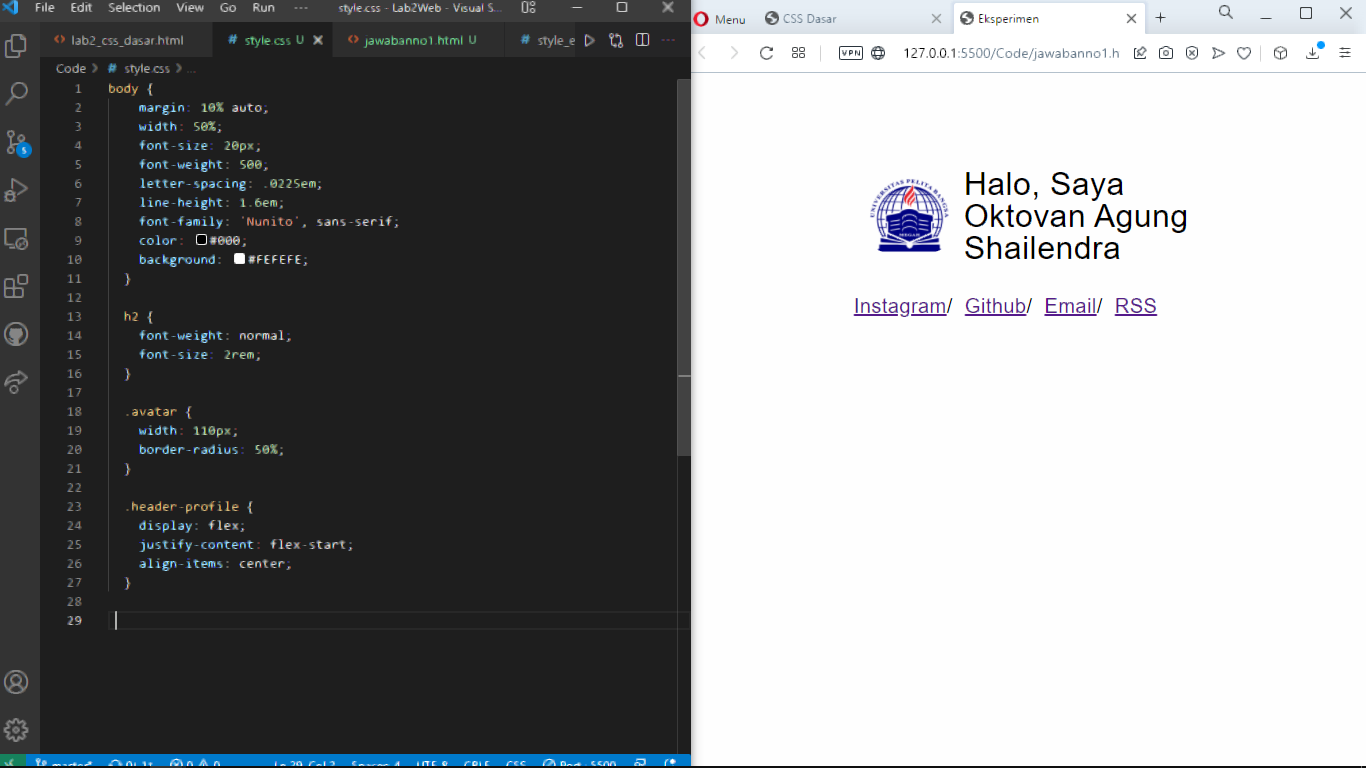 File Edit Selection View Go Run ··· style.css - Lab2Web - Visual S...
lab2_css_dasar.html # style.css U jawabanno1.html U # style_e
Code > # style.css > ...
1 body {
2 margin: 10% auto;
3 width: 50%;
4 font-size: 20px;
5 font-weight: 500;
6 letter-spacing: .0225em;
7 line-height: 1.6em;
8 font-family: 'Nunito', sans-serif;
9 color: #000;
10 background: #FEFEFE;
11 }
12
13 h2 {
14 font-weight: normal;
15 font-size: 2rem;
16 }
17
18 .avatar {
19 width: 110px;
20 border-radius: 50%;
21 }
22
23 .header-profile {
24 display: flex;
25 justify-content: flex-start;
26 align-items: center;
27 }
28
29
5
master* 0↓ 1↑ 0 0 Ln 29, Col 2 Spaces: 4 UTF-8 CRLF CSS Port : 5500
Menu CSS Dasar Eksperimen
VPN 127.0.0.1:5500/Code/jawabanno1.h
UNIVERSITAS PELITA BANGSA
Halo, Saya
Oktovan Agung
Shailendra
Instagram/ Github/ Email/ RSS